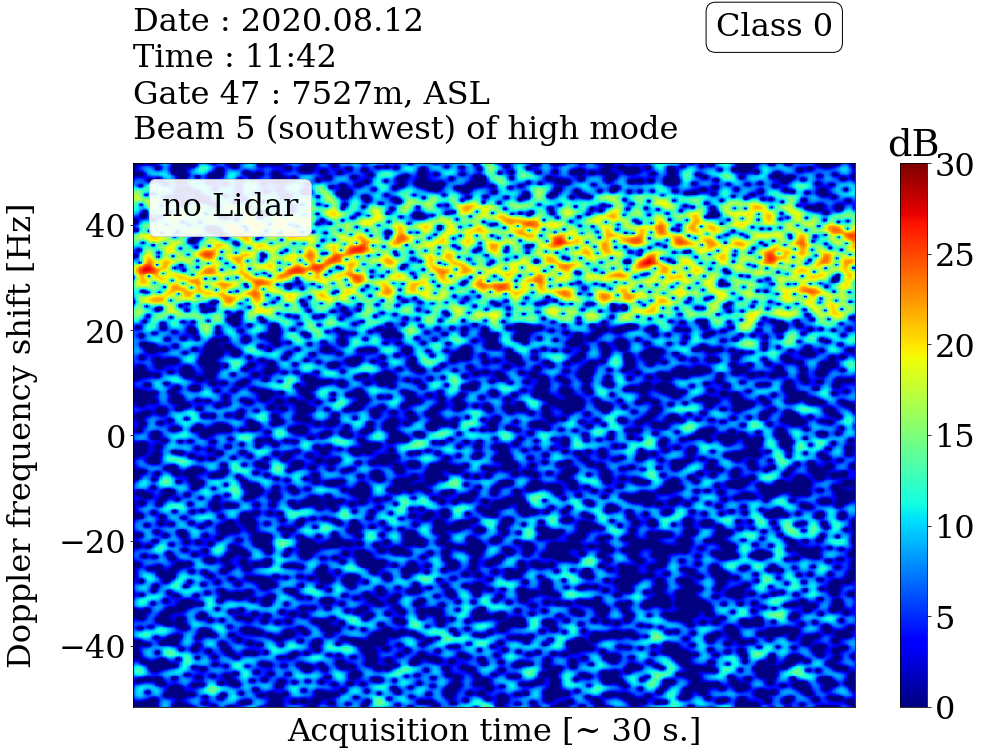 Date : 2020.08.12
Time : 11:42
Gate 47 : 7527m, ASL
Beam 5 (southwest) of high mode
Class 0
dB
no Lidar
Doppler frequency shift [Hz]
40
20
0
−20
−40
30
25
20
15
10
5
0
Acquisition time [~ 30 s.]